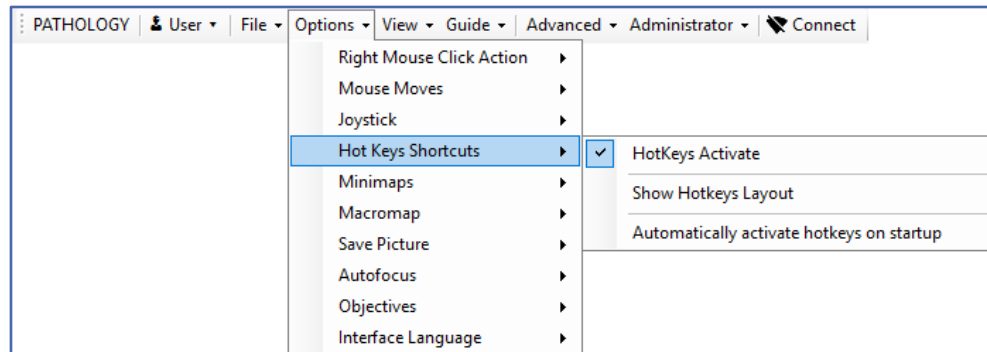 PATHOLOGY User File Options View Guide Advanced Administrator Connect
Right Mouse Click Action
Mouse Moves
Joystick
Hot Keys Shortcuts
HotKeys Activate
Show Hotkeys Layout
Automatically activate hotkeys on startup
Minimaps
Macromap
Save Picture
Autofocus
Objectives
Interface Language